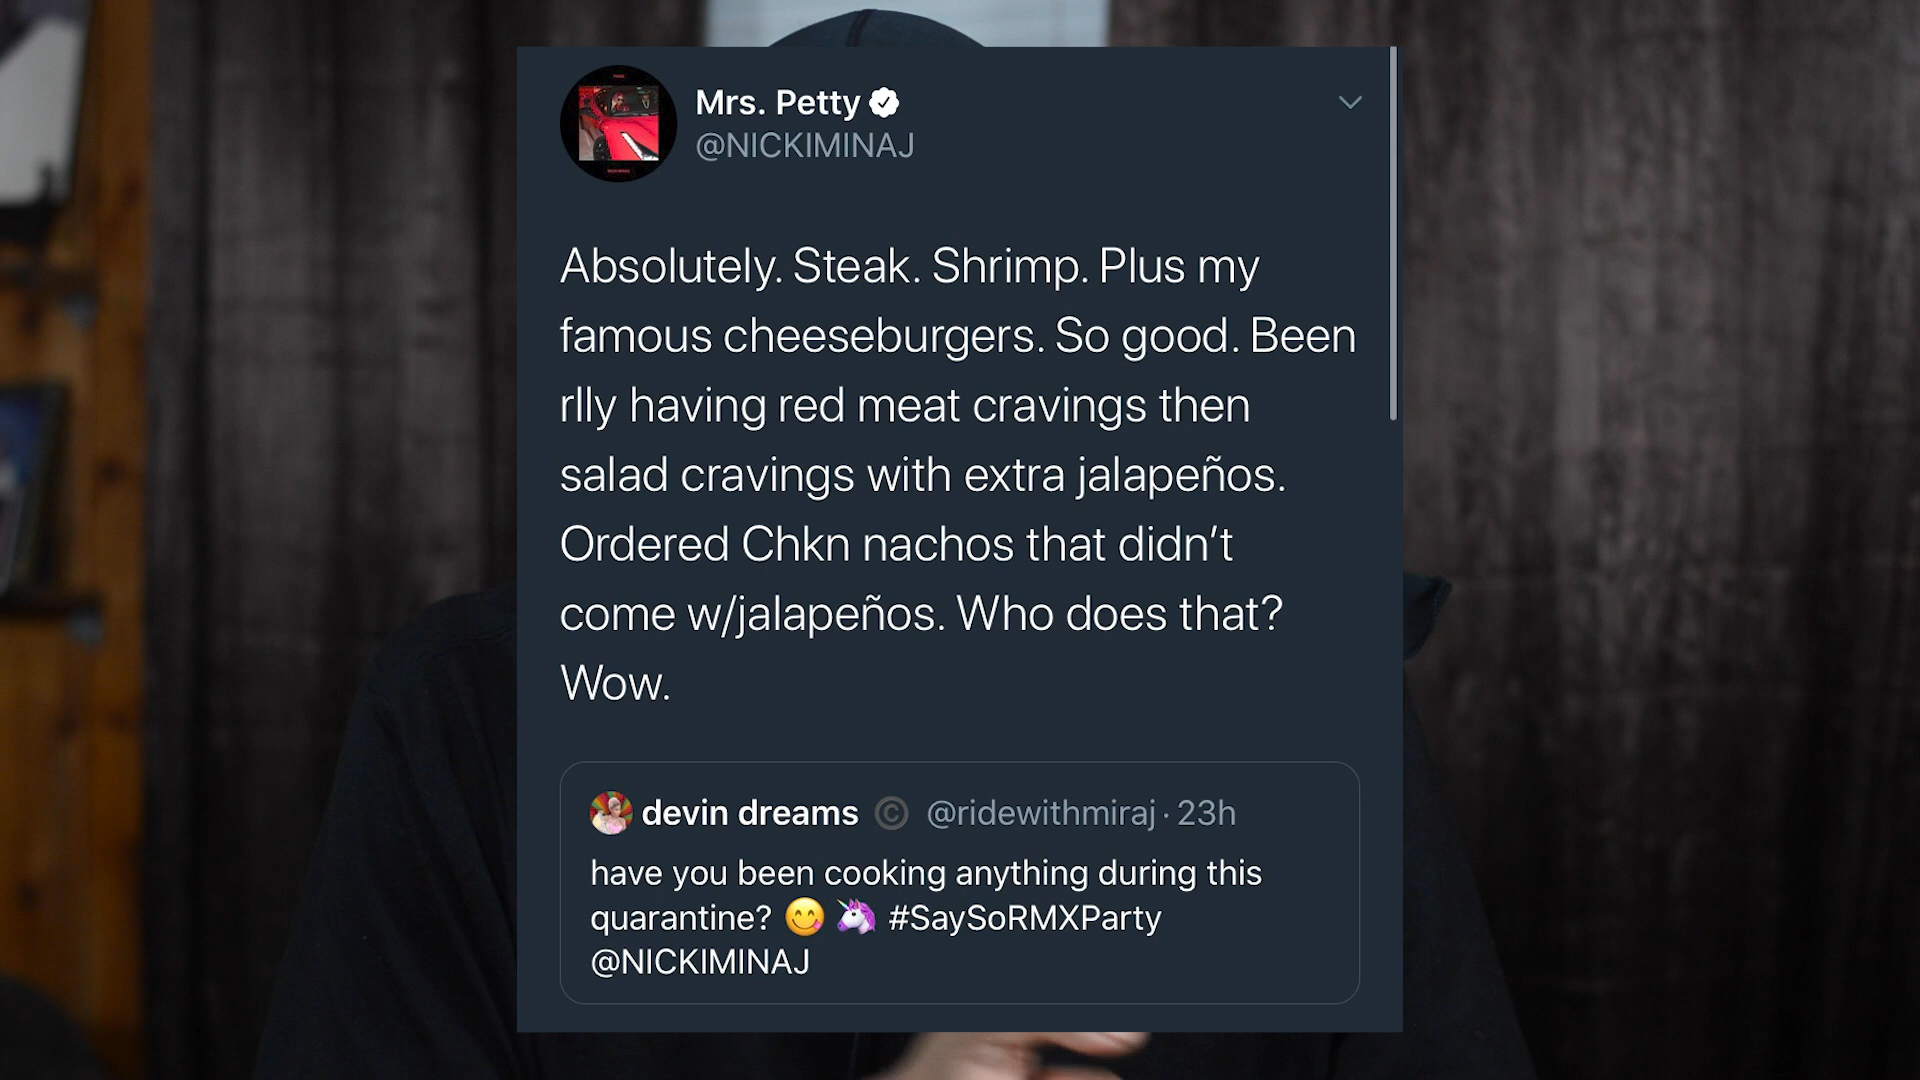 Mrs. Petty
@NICKIMINAJ
Absolutely. Steak. Shrimp. Plus my
famous cheeseburgers. So good. Been
rlly having red meat cravings then
salad cravings with extra jalapeños.
Ordered Chkn nachos that didn't
come w/jalapeños. Who does that?
Wow.
devin dreams © @ridewithmiraj · 23h
have you been cooking anything during this
quarantine? 😋 🦄 #SaySoRMXParty
@NICKIMINAJ